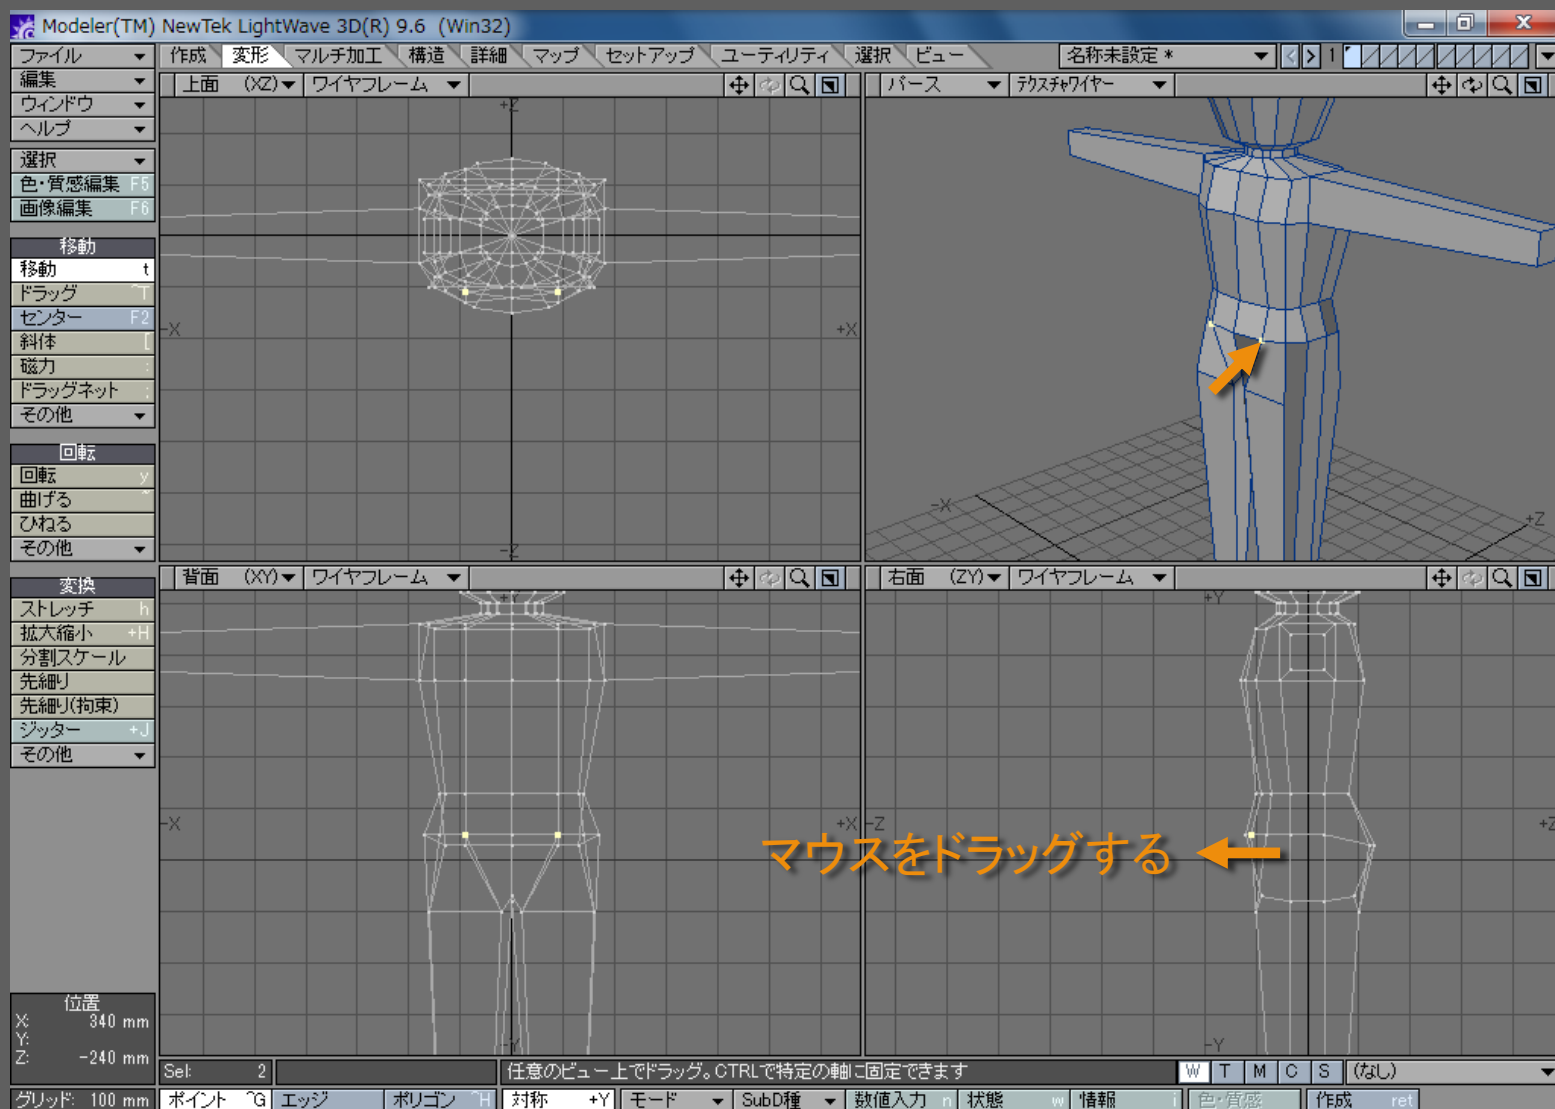 Modeler(TM) NewTek LightWave 3D(R) 9.6 (Win32)
ファイル 作成 変形 マルチ加工 構造 詳細 マップ セットアップ ユーティリティ 選択 ビュー 名称未設定 * 1
編集
ウィンドウ
ヘルプ
選択
色・質感編集 F5
画像編集 F6
移動
移動 t
ドラッグ ^T
センター F2
斜体 [
磁力 :
ドラッグネット ;
その他
回転
回転 y
曲げる ~
ひねる
その他
変換
ストレッチ h
拡大縮小 +H
分割スケール
先細り
先細り(拘束)
ジッター +J
その他
位置
X: 340 mm
Y:
Z: -240 mm
グリッド: 100 mm
上面 (XZ) ワイヤフレーム
+Z
-X +X
-Z
パース テクスチャワイヤー
-X +Z
背面 (XY) ワイヤフレーム
+Y
-X +X
-Y
右面 (ZY) ワイヤフレーム
+Y
-Z +Z
-Y
マウスをドラッグする
Sel: 2 任意のビュー上でドラッグ。CTRLで特定の軸に固定できます W T M C S (なし)
ポイント ^G エッジ ポリゴン ^H 対称 +Y モード SubD種 数値入力 n 状態 w 情報 i 色・質感 作成 ret